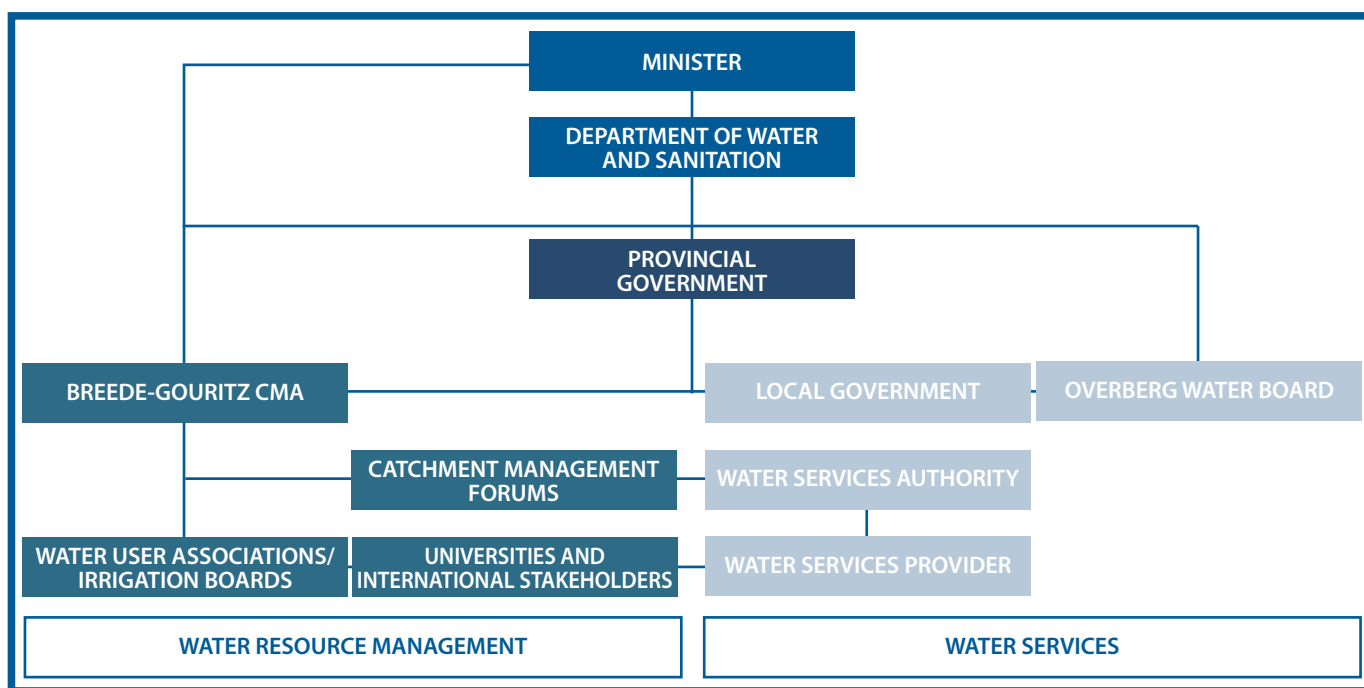 MINISTER
DEPARTMENT OF WATER
AND SANITATION
PROVINCIAL
GOVERNMENT
BREEDE-GOURITZ CMA
LOCAL GOVERNMENT
OVERBERG WATER BOARD
CATCHMENT MANAGEMENT
FORUMS
WATER SERVICES AUTHORITY
WATER USER ASSOCIATIONS/
IRRIGATION BOARDS
UNIVERSITIES AND
INTERNATIONAL STAKEHOLDERS
WATER SERVICES PROVIDER
WATER RESOURCE MANAGEMENT
WATER SERVICES